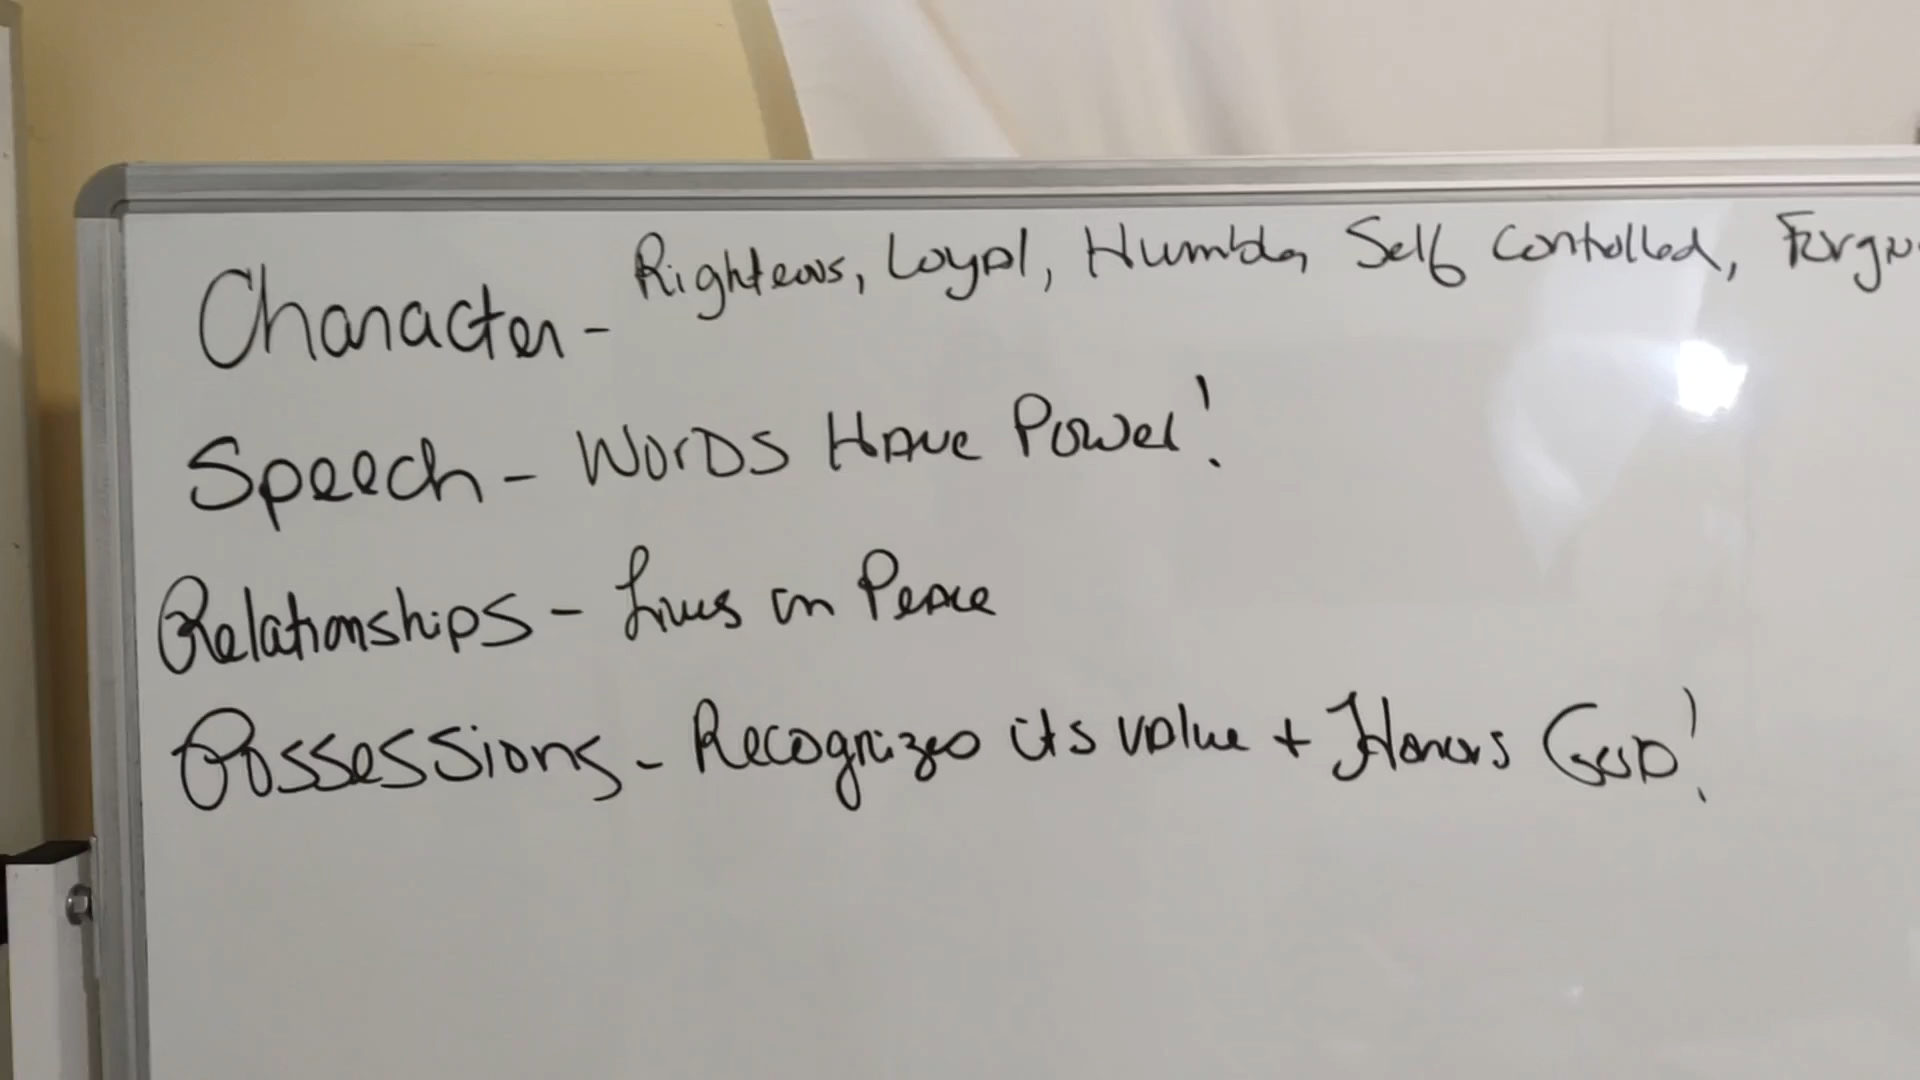 Character - Righteous, Loyal, Humble, Self Controlled, Forgiv
Speech - Words Have Power!
Relationships - Lives in Peace
Possessions - Recognizes its value + Honors God!